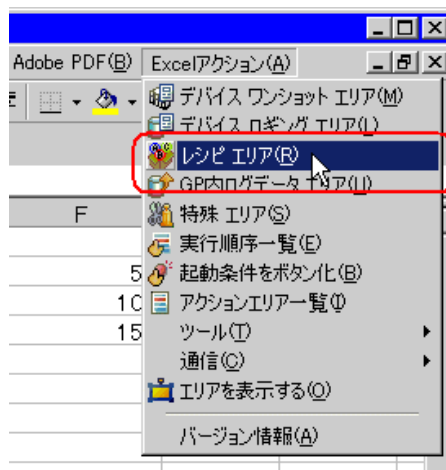 Adobe PDF(B) Excelアクション(A)
デバイス ワンショット エリア(M)
デバイス ロギング エリア(L)
レシピ エリア(R)
GP内ログデータ エリア(U)
F
特殊 エリア(S)
実行順序一覧(E)
5
起動条件をボタン化(B)
10
アクションエリア一覧(I)
15
ツール(T)
通信(C)
エリアを表示する(O)
バージョン情報(A)